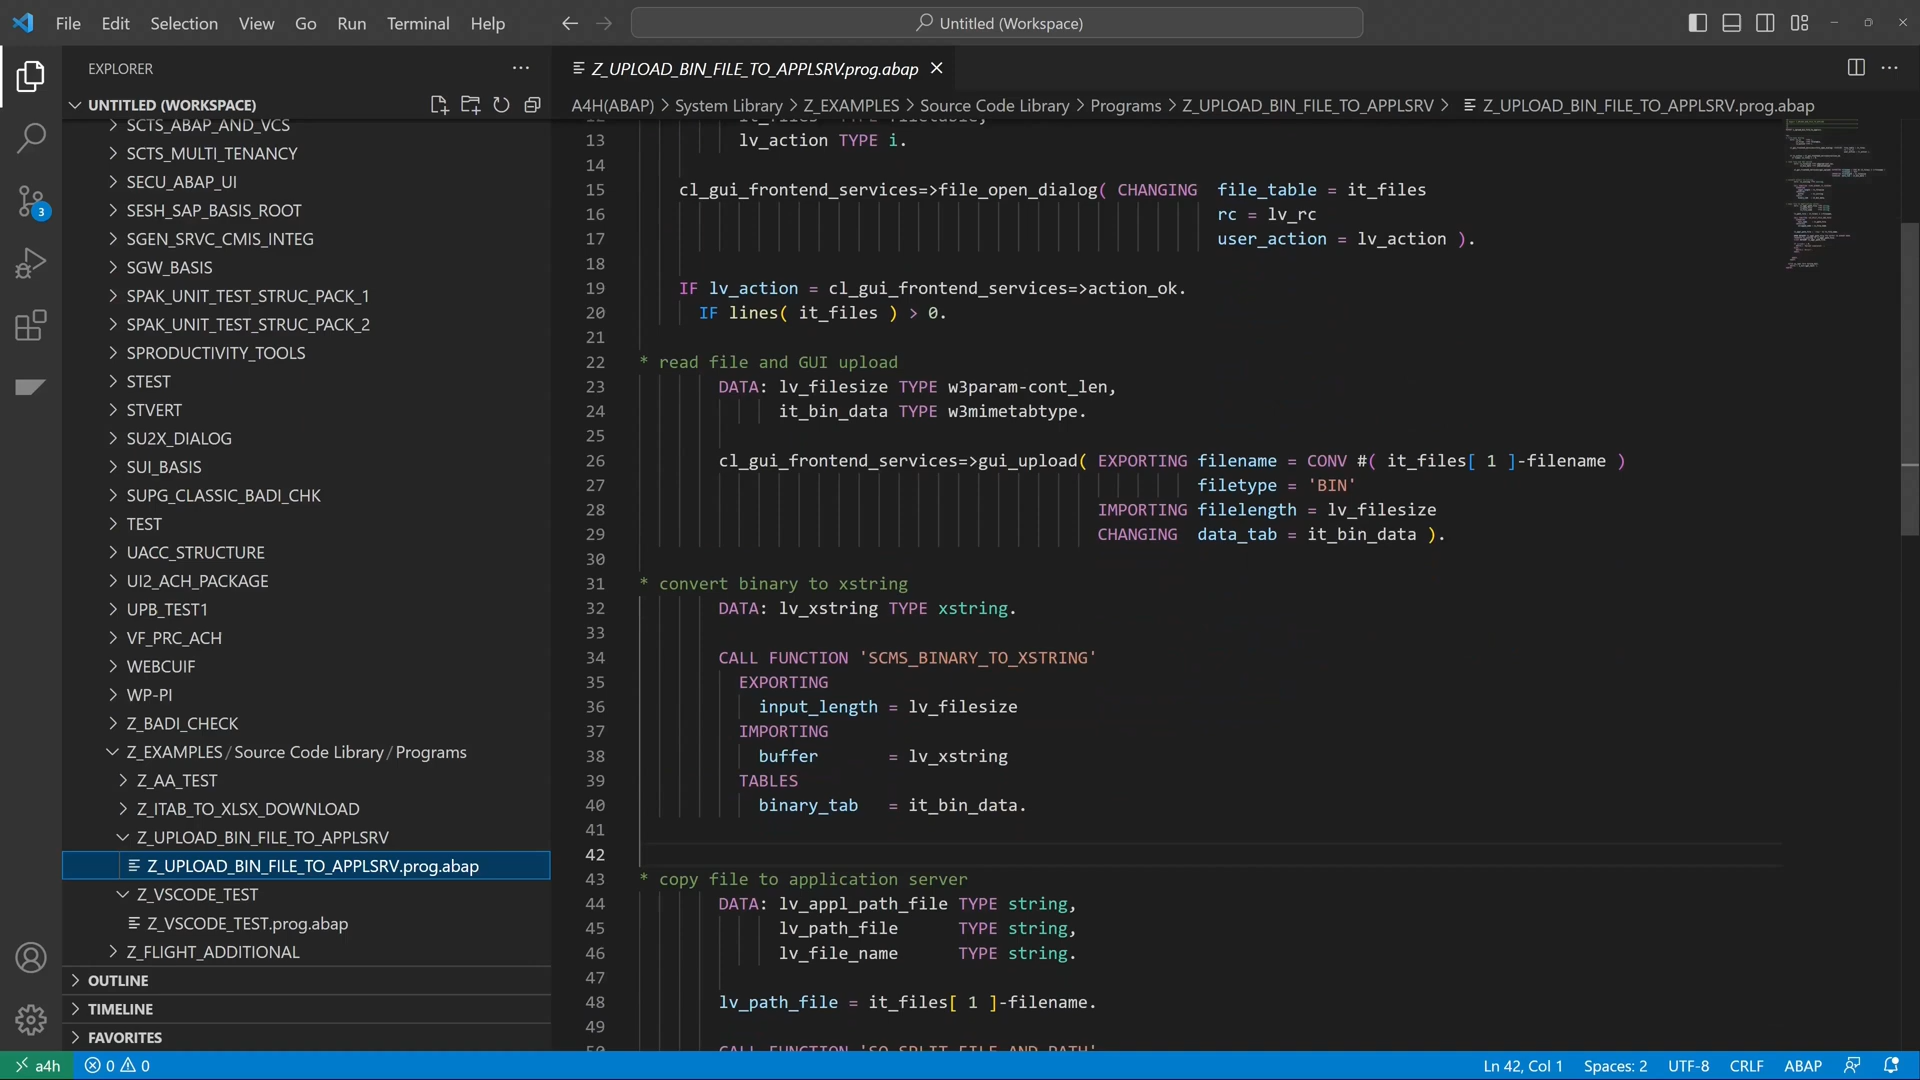 File Edit Selection View Go Run Terminal Help
Untitled (Workspace)
EXPLORER
UNTITLED (WORKSPACE)
SCTS_ABAP_AND_VCS
SCTS_MULTI_TENANCY
SECU_ABAP_UI
SESH_SAP_BASIS_ROOT
SGEN_SRVC_CMIS_INTEG
SGW_BASIS
SPAK_UNIT_TEST_STRUC_PACK_1
SPAK_UNIT_TEST_STRUC_PACK_2
SPRODUCTIVITY_TOOLS
STEST
STVERT
SU2X_DIALOG
SUI_BASIS
SUPG_CLASSIC_BADI_CHK
TEST
UACC_STRUCTURE
UI2_ACH_PACKAGE
UPB_TEST1
VF_PRC_ACH
WEBCUIF
WP-PI
Z_BADI_CHECK
Z_EXAMPLES / Source Code Library / Programs
Z_AA_TEST
Z_ITAB_TO_XLSX_DOWNLOAD
Z_UPLOAD_BIN_FILE_TO_APPLSRV
Z_UPLOAD_BIN_FILE_TO_APPLSRV.prog.abap
Z_VSCODE_TEST
Z_VSCODE_TEST.prog.abap
Z_FLIGHT_ADDITIONAL
OUTLINE
TIMELINE
FAVORITES
3
Z_UPLOAD_BIN_FILE_TO_APPLSRV.prog.abap
A4H(ABAP) > System Library > Z_EXAMPLES > Source Code Library > Programs > Z_UPLOAD_BIN_FILE_TO_APPLSRV > Z_UPLOAD_BIN_FILE_TO_APPLSRV.prog.abap
13 lv_action TYPE i.
14
15 cl_gui_frontend_services=>file_open_dialog( CHANGING file_table = it_files
16 rc = lv_rc
17 user_action = lv_action ).
18
19 IF lv_action = cl_gui_frontend_services=>action_ok.
20 IF lines( it_files ) > 0.
21
22 * read file and GUI upload
23 DATA: lv_filesize TYPE w3param-cont_len,
24 it_bin_data TYPE w3mimetabtype.
25
26 cl_gui_frontend_services=>gui_upload( EXPORTING filename = CONV #( it_files[ 1 ]-filename )
27 filetype = 'BIN'
28 IMPORTING filelength = lv_filesize
29 CHANGING data_tab = it_bin_data ).
30
31 * convert binary to xstring
32 DATA: lv_xstring TYPE xstring.
33
34 CALL FUNCTION 'SCMS_BINARY_TO_XSTRING'
35 EXPORTING
36 input_length = lv_filesize
37 IMPORTING
38 buffer = lv_xstring
39 TABLES
40 binary_tab = it_bin_data.
41
42
43 * copy file to application server
44 DATA: lv_appl_path_file TYPE string,
45 lv_path_file TYPE string,
46 lv_file_name TYPE string.
47
48 lv_path_file = it_files[ 1 ]-filename.
49
50 CALL FUNCTION 'SO_SPLIT_FILE_AND_PATH'
a4h 0 0 Ln 42, Col 1 Spaces: 2 UTF-8 CRLF ABAP